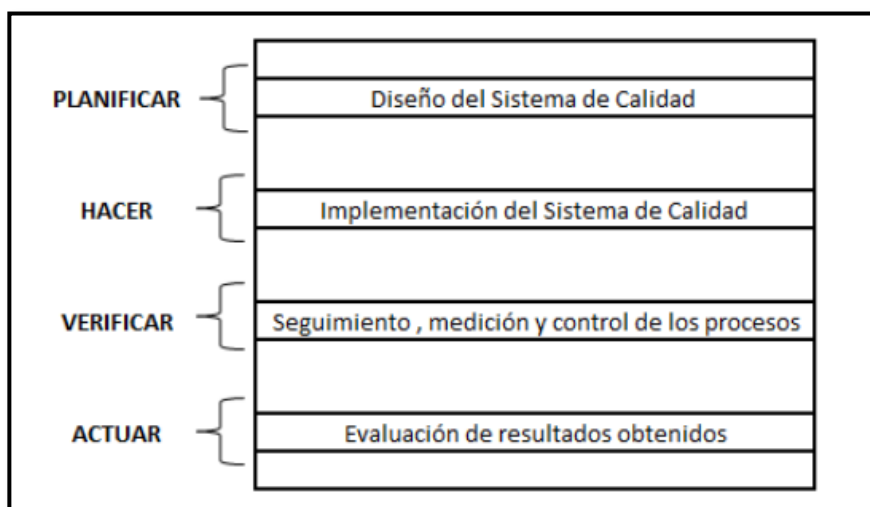 PLANIFICAR
Diseño del Sistema de Calidad
HACER
Implementación del Sistema de Calidad
VERIFICAR
Seguimiento , medición y control de los procesos
ACTUAR
Evaluación de resultados obtenidos